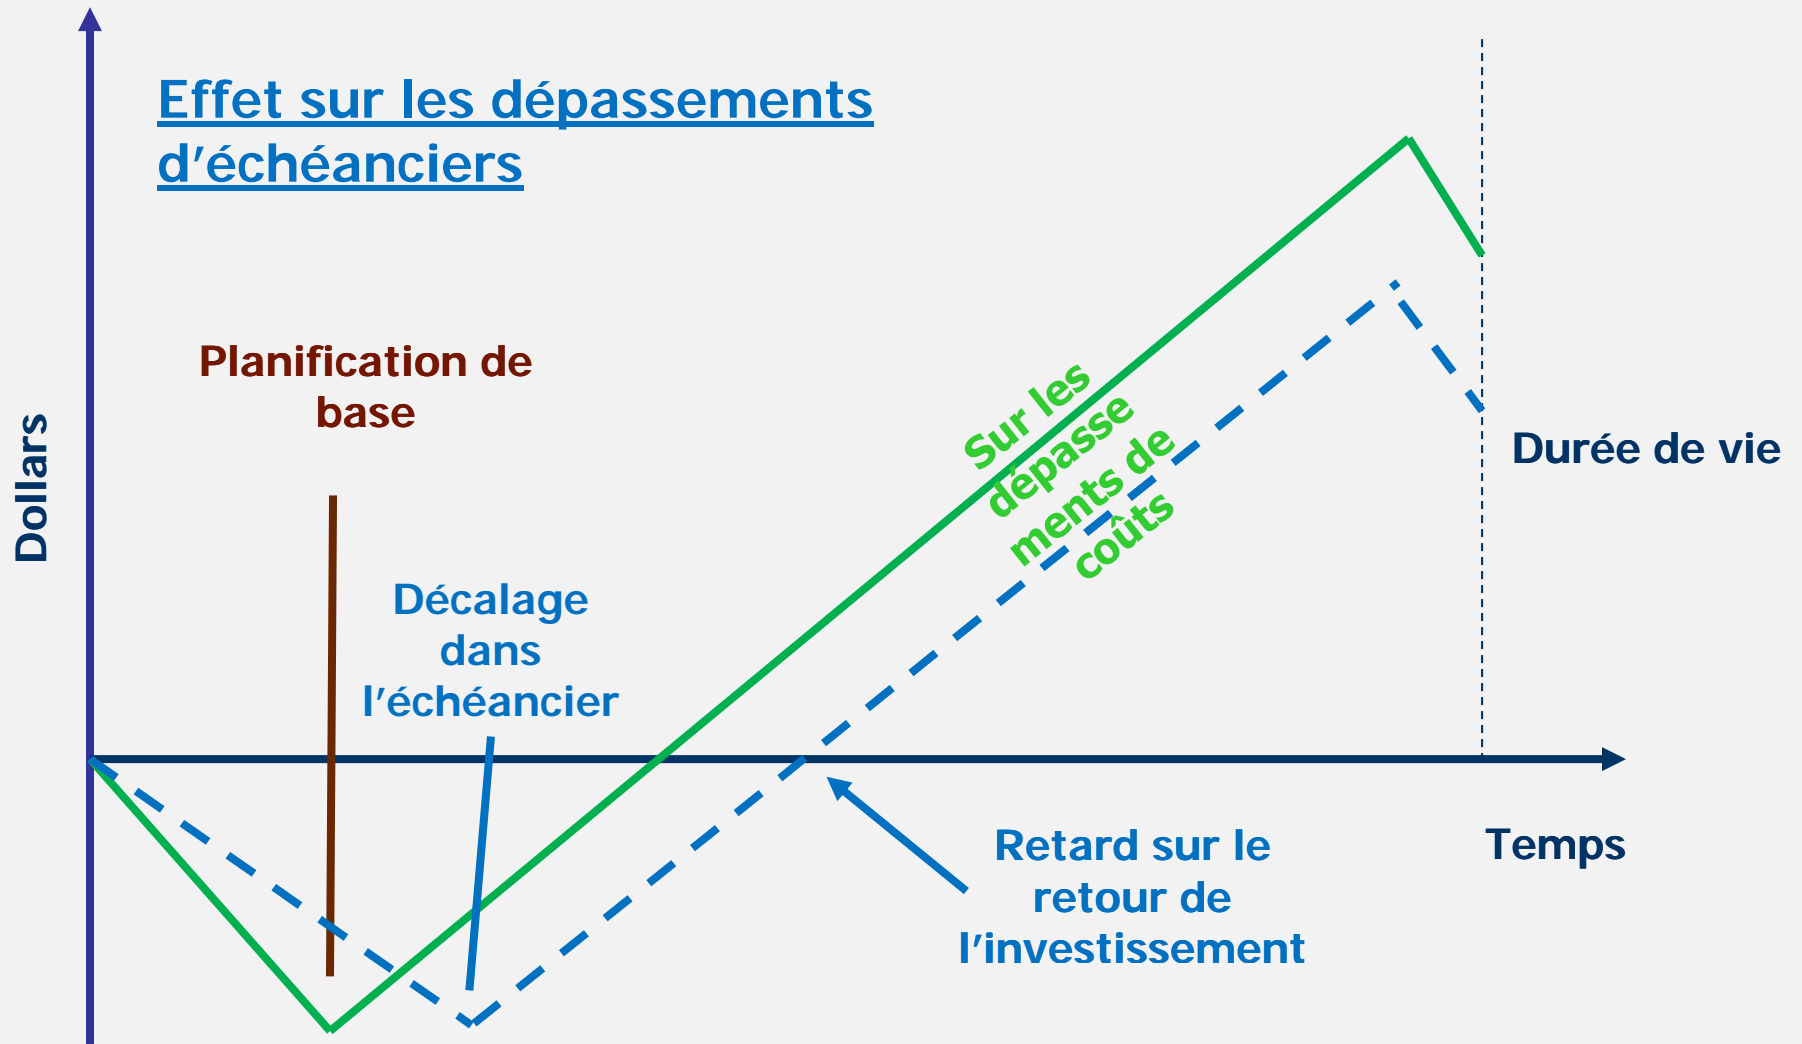 Effet sur les dépassements
d’échéanciers
Planification de
base
Dollars
Décalage
dans
l’échéancier
Sur les
dépasse
ments de
coûts
Durée de vie
Temps
Retard sur le
retour de
l’investissement